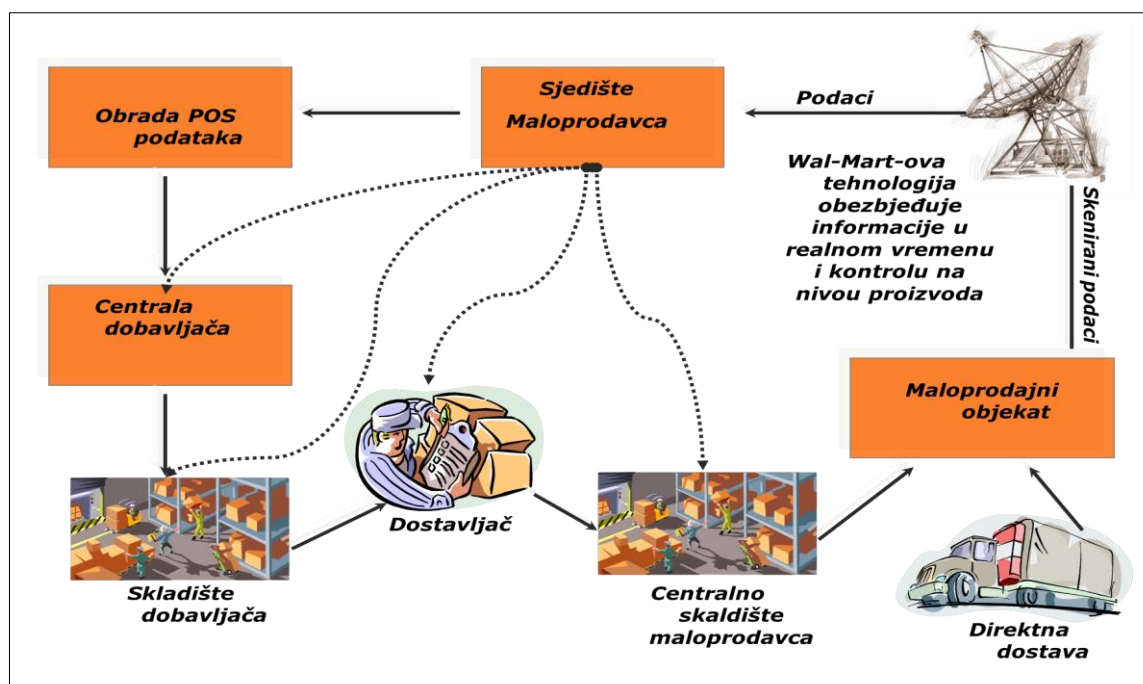 Obrada POS
podataka
Sjedište
Maloprodavca
Podaci
Wal-Mart-ova
tehnologija
obezbjeđuje
informacije u
realnom vremenu
i kontrolu na
nivou proizvoda
Skenirani podaci
Centrala
dobavljača
Maloprodajni
objekat
Dostavljač
Skladište
dobavljača
Centralno
skaldište
maloprodavca
Direktna
dostava